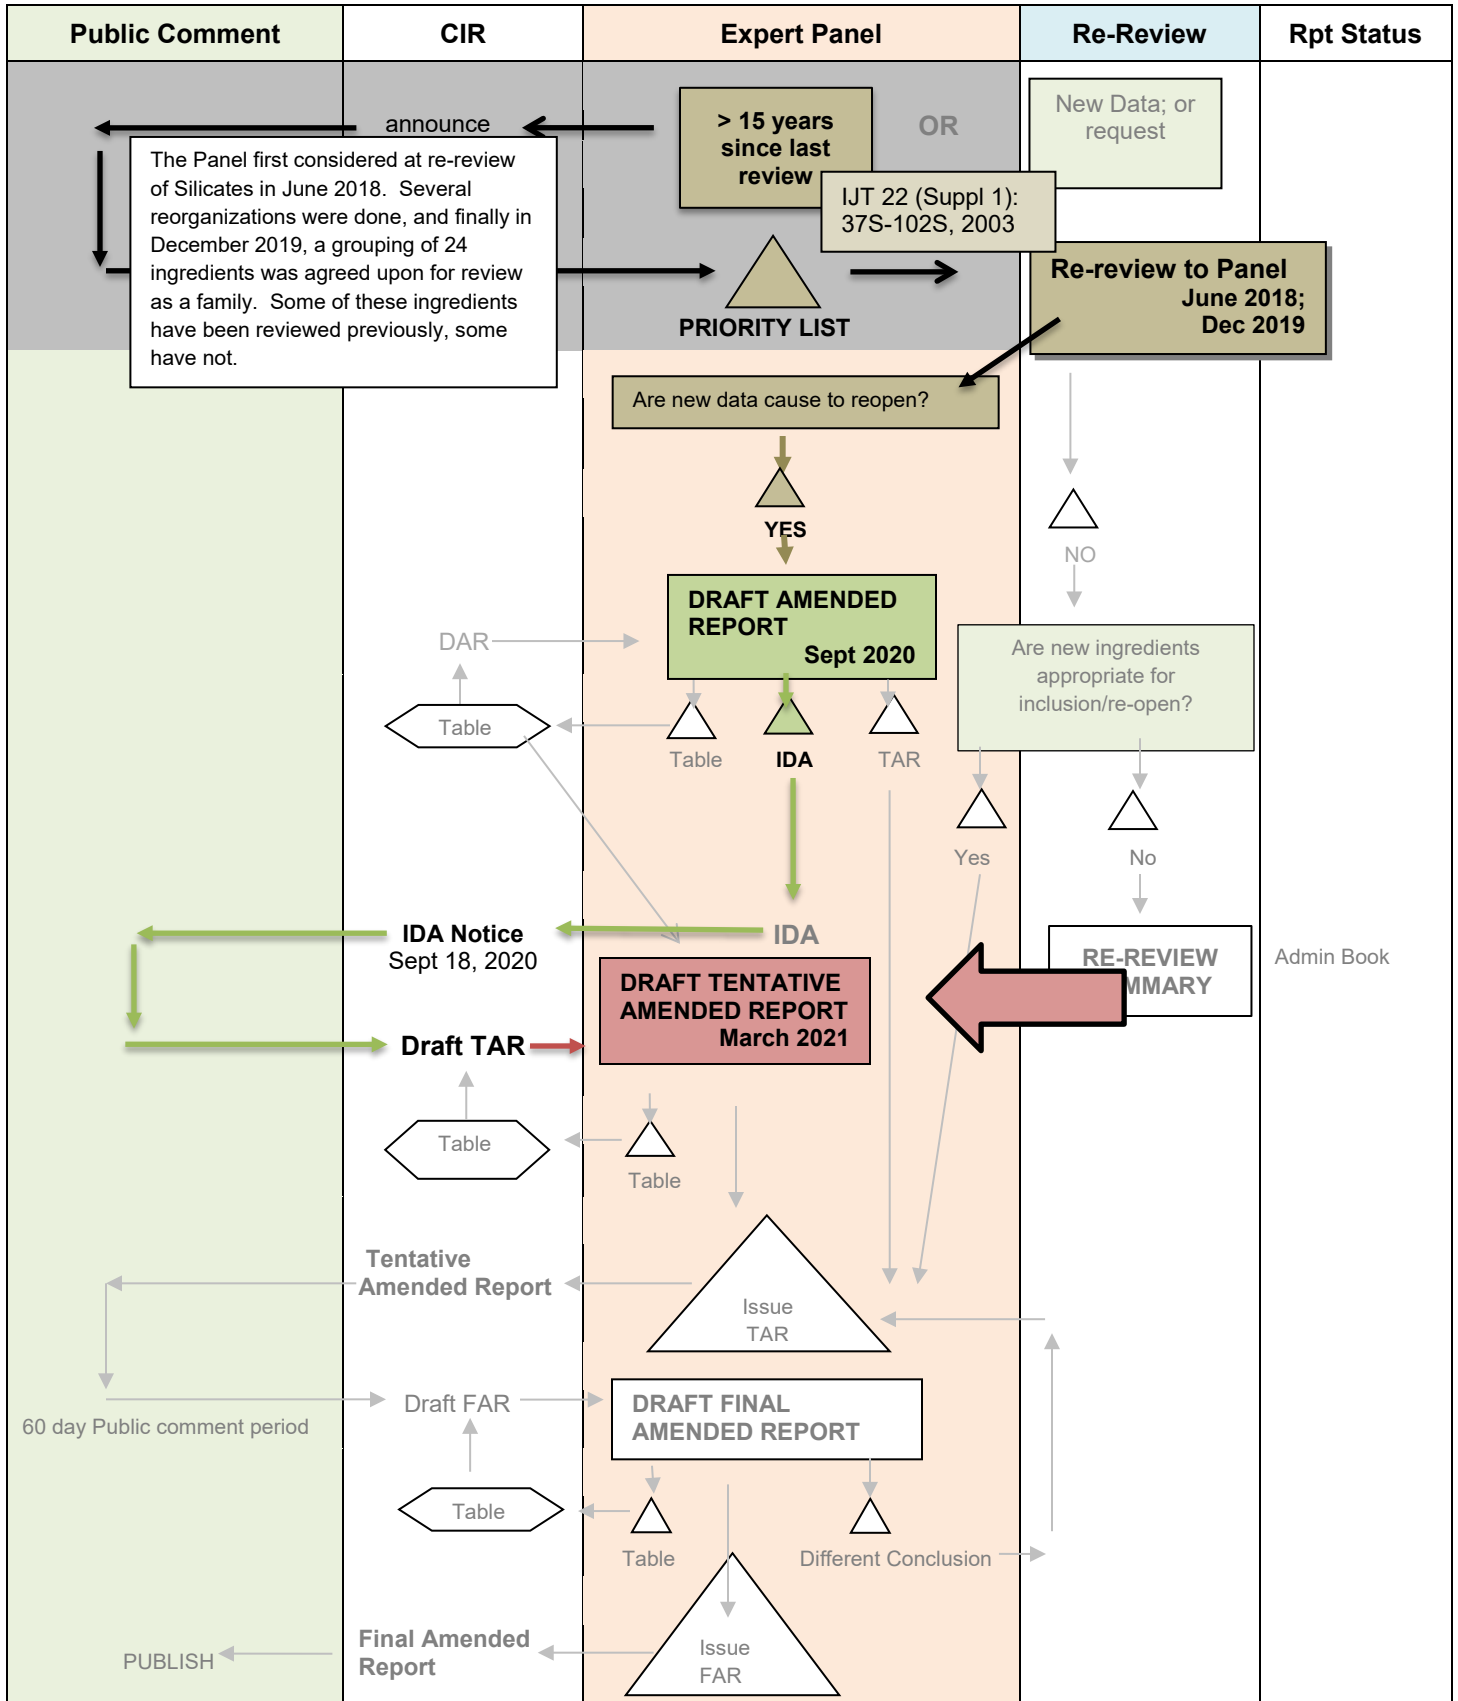 Public Comment
CIR
Expert Panel
Re-Review
Rpt Status
announce
> 15 years
since last
review
OR
New Data; or
request
The Panel first considered at re-review
of Silicates in June 2018. Several
reorganizations were done, and finally in
December 2019, a grouping of 24
ingredients was agreed upon for review
as a family. Some of these ingredients
have been reviewed previously, some
have not.
IJT 22 (Suppl 1):
37S-102S, 2003
PRIORITY LIST
Re-review to Panel
June 2018;
Dec 2019
Are new data cause to reopen?
YES
NO
DRAFT AMENDED
REPORT
Sept 2020
DAR
Table
Table
IDA
TAR
Are new ingredients
appropriate for
inclusion/re-open?
Yes
No
IDA Notice
Sept 18, 2020
IDA
DRAFT TENTATIVE
AMENDED REPORT
March 2021
RE-REVIEW
MMARY
Admin Book
Draft TAR
Table
Table
Tentative
Amended Report
Issue
TAR
60 day Public comment period
Draft FAR
DRAFT FINAL
AMENDED REPORT
Table
Table
Different Conclusion
PUBLISH
Final Amended
Report
Issue
FAR